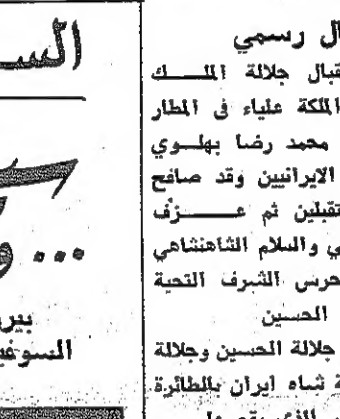 ال رسمي
قبال جلالة الملك
الملكة علياء فى المطار
محمد رضا بهلوي
الايرانيين وقد صافح
تقبلين ثم عزف
ي والسلام الشاهنشاهي
حرس الشرف التحية
الحسين
جلالة الحسين وجلالة
ة شاه ايران بالطائرة
الس
...
بير
السوفي